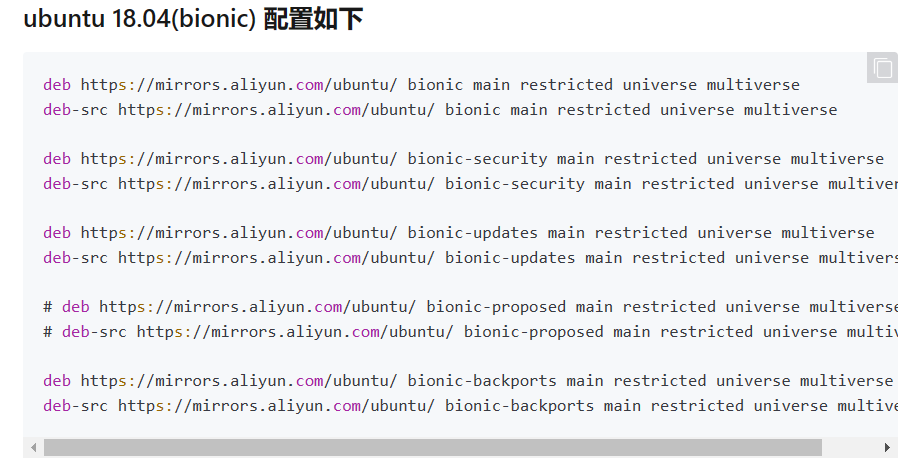 ubuntu 18.04(bionic) 配置如下
deb https://mirrors.aliyun.com/ubuntu/ bionic main restricted universe multiverse
deb-src https://mirrors.aliyun.com/ubuntu/ bionic main restricted universe multiverse
deb https://mirrors.aliyun.com/ubuntu/ bionic-security main restricted universe multiverse
deb-src https://mirrors.aliyun.com/ubuntu/ bionic-security main restricted universe multiver
deb https://mirrors.aliyun.com/ubuntu/ bionic-updates main restricted universe multiverse
deb-src https://mirrors.aliyun.com/ubuntu/ bionic-updates main restricted universe multivers
# deb https://mirrors.aliyun.com/ubuntu/ bionic-proposed main restricted universe multiverse
# deb-src https://mirrors.aliyun.com/ubuntu/ bionic-proposed main restricted universe multiv
deb https://mirrors.aliyun.com/ubuntu/ bionic-backports main restricted universe multiverse
deb-src https://mirrors.aliyun.com/ubuntu/ bionic-backports main restricted universe multive